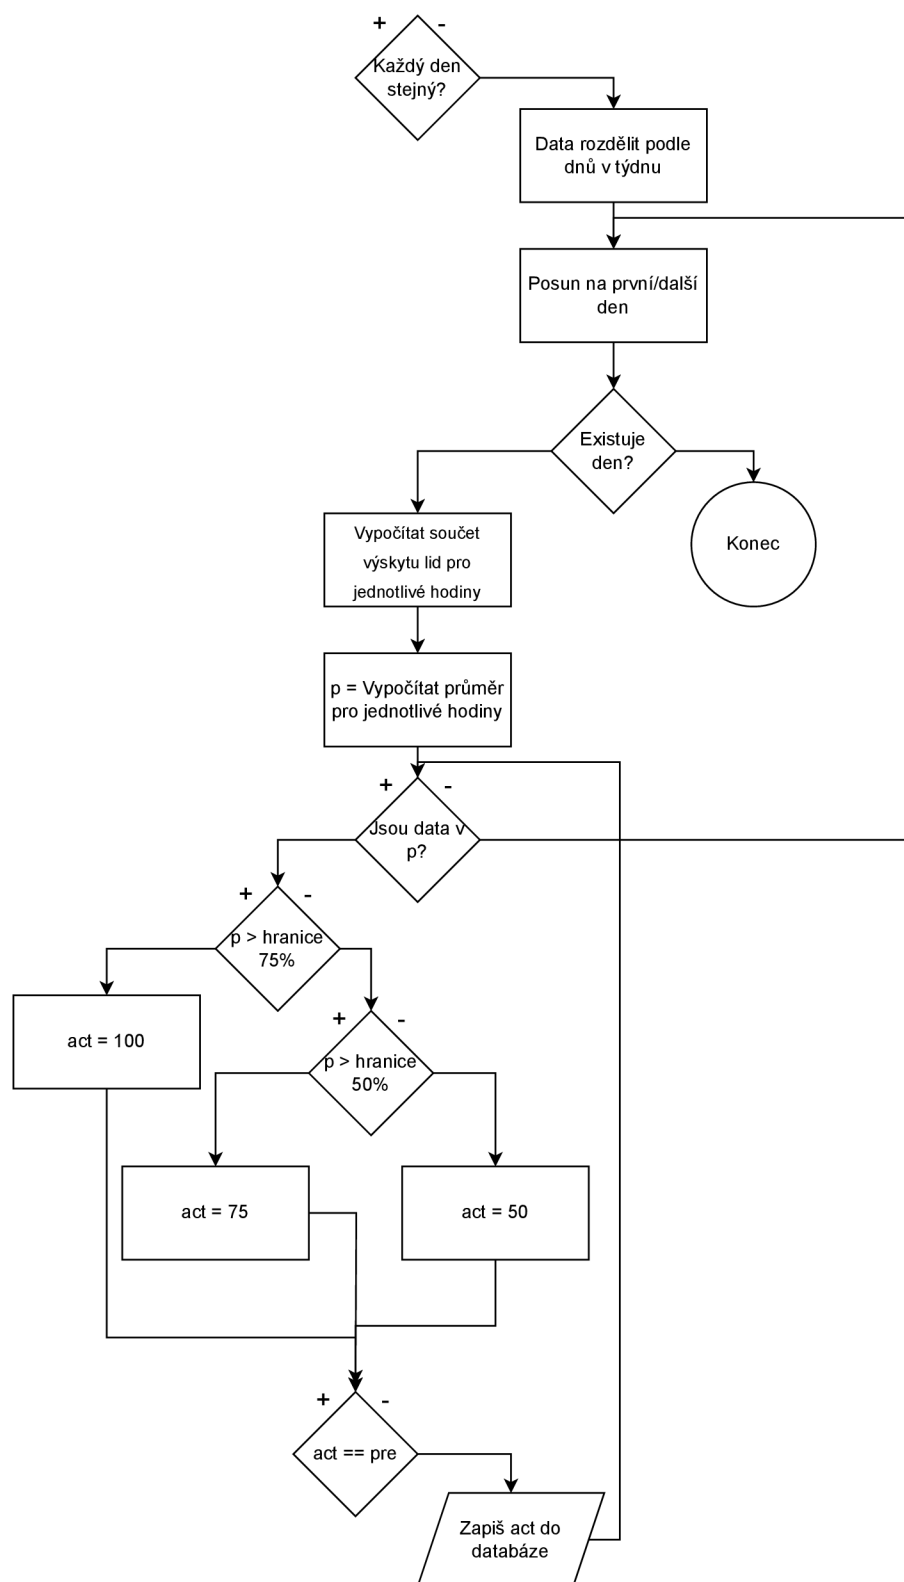 + -
Každý den
stejný?
Data rozdělit podle
dnů v týdnu
Posun na první/další
den
Existuje
den?
Konec
Vypočítat součet
výskytu lid pro
jednotlivé hodiny
p = Vypočítat průměr
pro jednotlivé hodiny
+ -
Jsou data v
p?
+ -
p > hranice
75%
act = 100
+ -
p > hranice
50%
act = 75
act = 50
+ -
act == pre
Zapiš act do
databáze